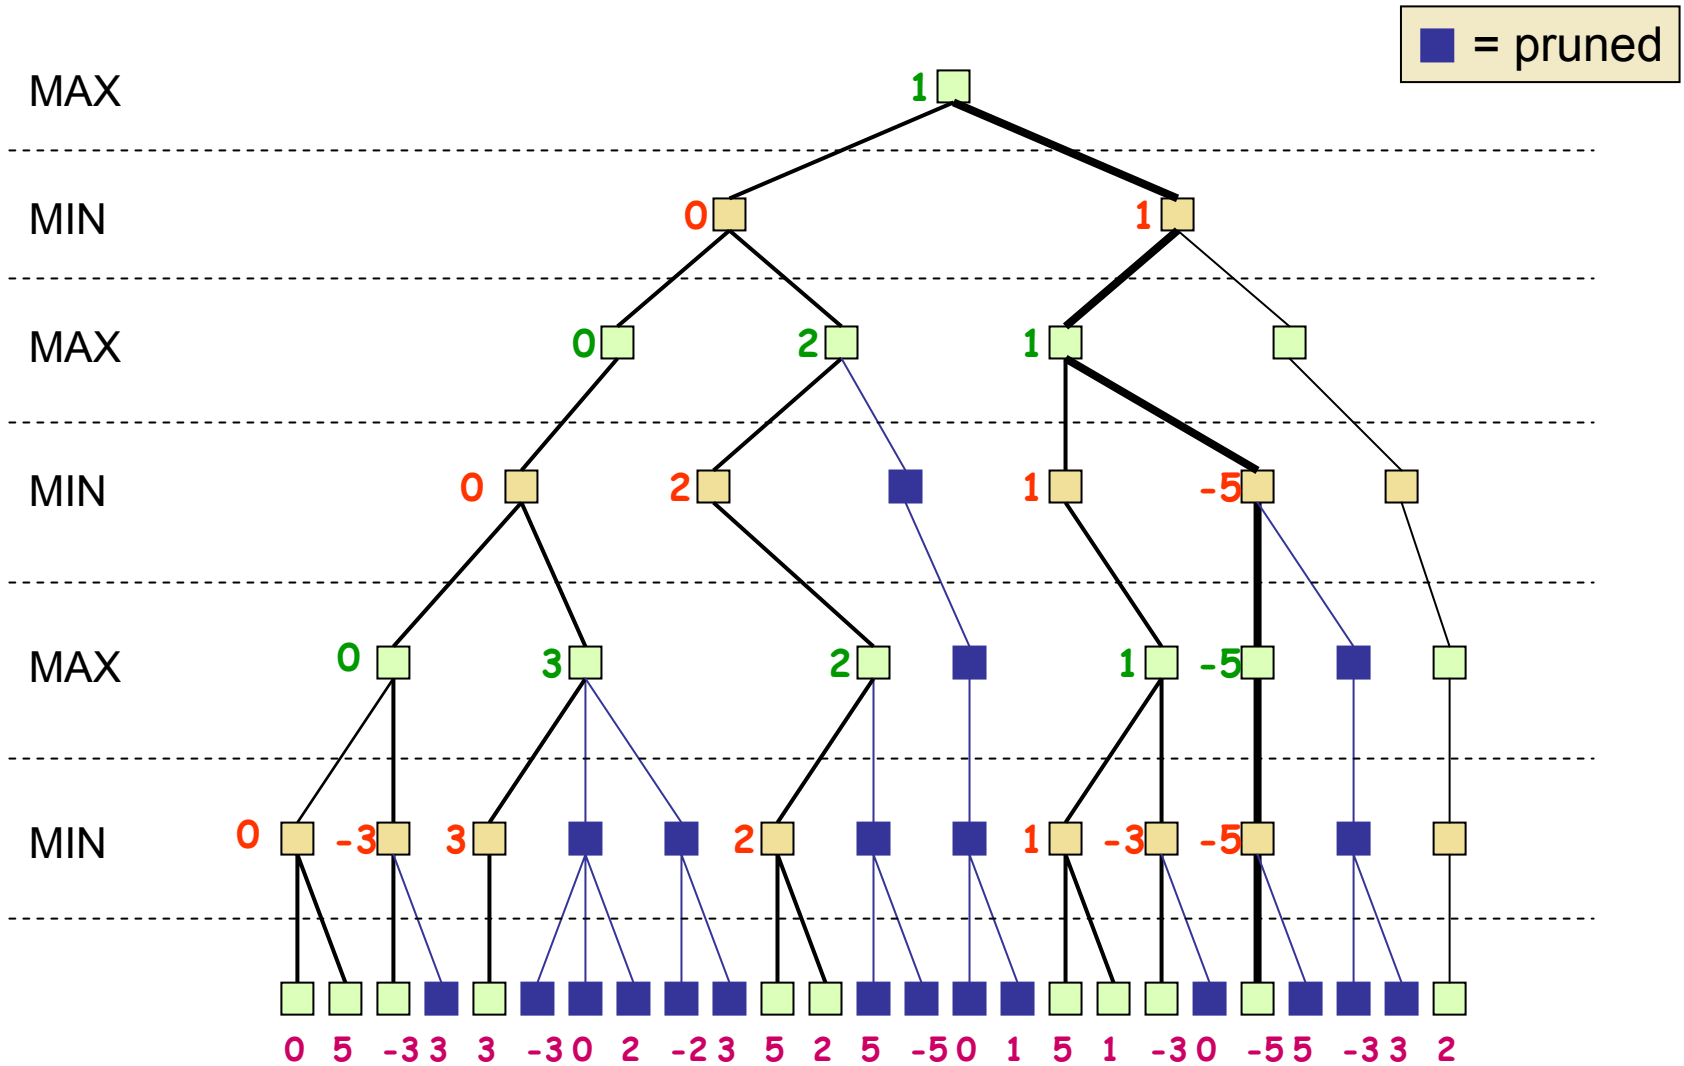 = pruned
MAX 1
MIN 0 1
MAX 0 2 1
MIN 0 2 1 -5
MAX 0 3 2 1 -5
MIN 0 -3 3 2 1 -3 -5
0 5 -3 3 3 -3 0 2 -2 3 5 2 5 -5 0 1 5 1 -3 0 -5 5 -3 3 2